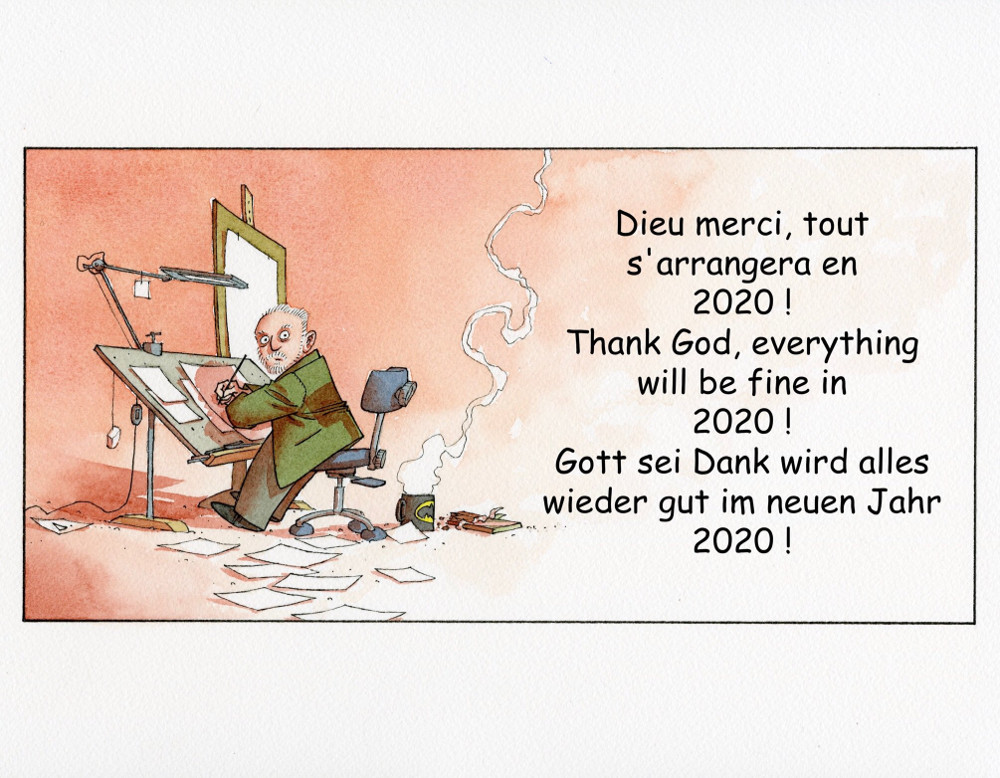 Dieu merci, tout
s'arrangera en
2020 !
Thank God, everything
will be fine in
2020 !
Gott sei Dank wird alles
wieder gut im neuen Jahr
2020 !